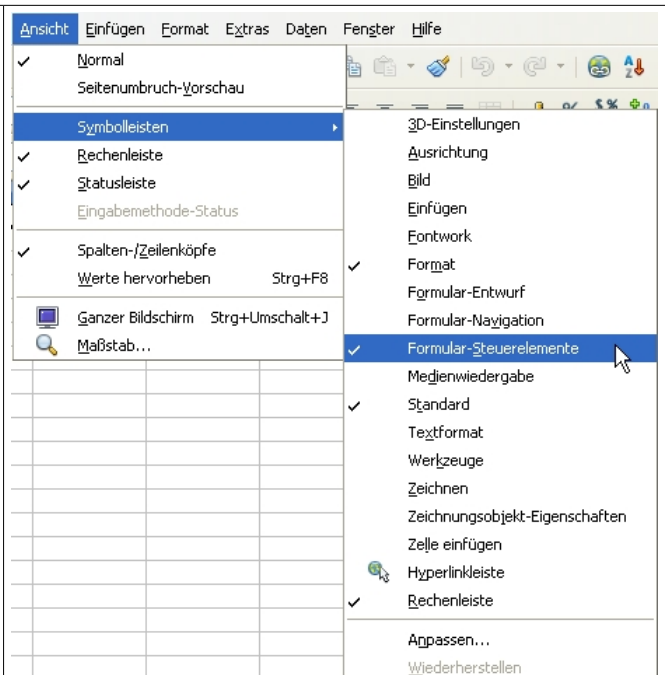 Ansicht Einfügen Format Extras Daten Fenster Hilfe
Normal
Seitenumbruch-Vorschau
Symbolleisten
Rechenleiste
Statusleiste
Eingabemethode-Status
Spalten-/Zeilenköpfe
Werte hervorheben Strg+F8
Ganzer Bildschirm Strg+Umschalt+J
Maßstab...
3D-Einstellungen
Ausrichtung
Bild
Einfügen
Fontwork
Format
Formular-Entwurf
Formular-Navigation
Formular-Steuerelemente
Medienwiedergabe
Standard
Textformat
Werkzeuge
Zeichnen
Zeichnungsobjekt-Eigenschaften
Zelle einfügen
Hyperlinkleiste
Rechenleiste
Anpassen...
Wiederherstellen